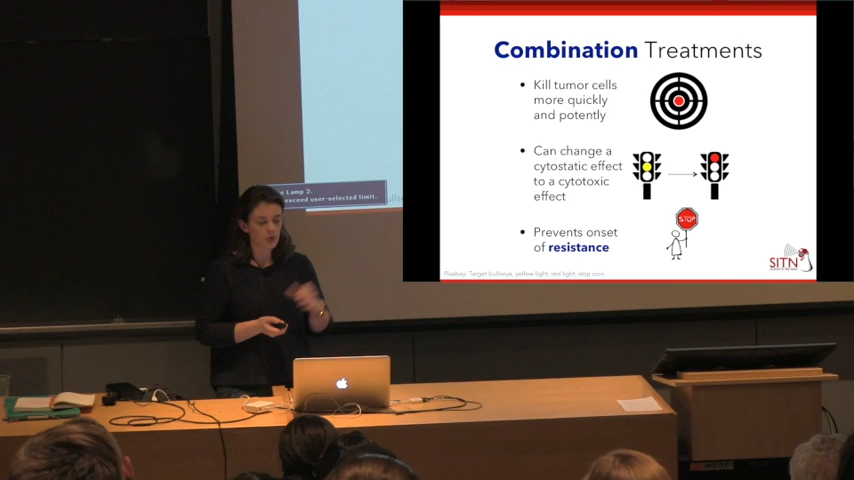 Combination Treatments
• Kill tumor cells
more quickly
and potently
• Can change a
cytostatic effect
to a cytotoxic
effect
STOP
• Prevents onset
of resistance
SITN
Pixabay: Target bullseye, yellow light, red light, stop icon
Lamp 2.
exceed user-selected limit.